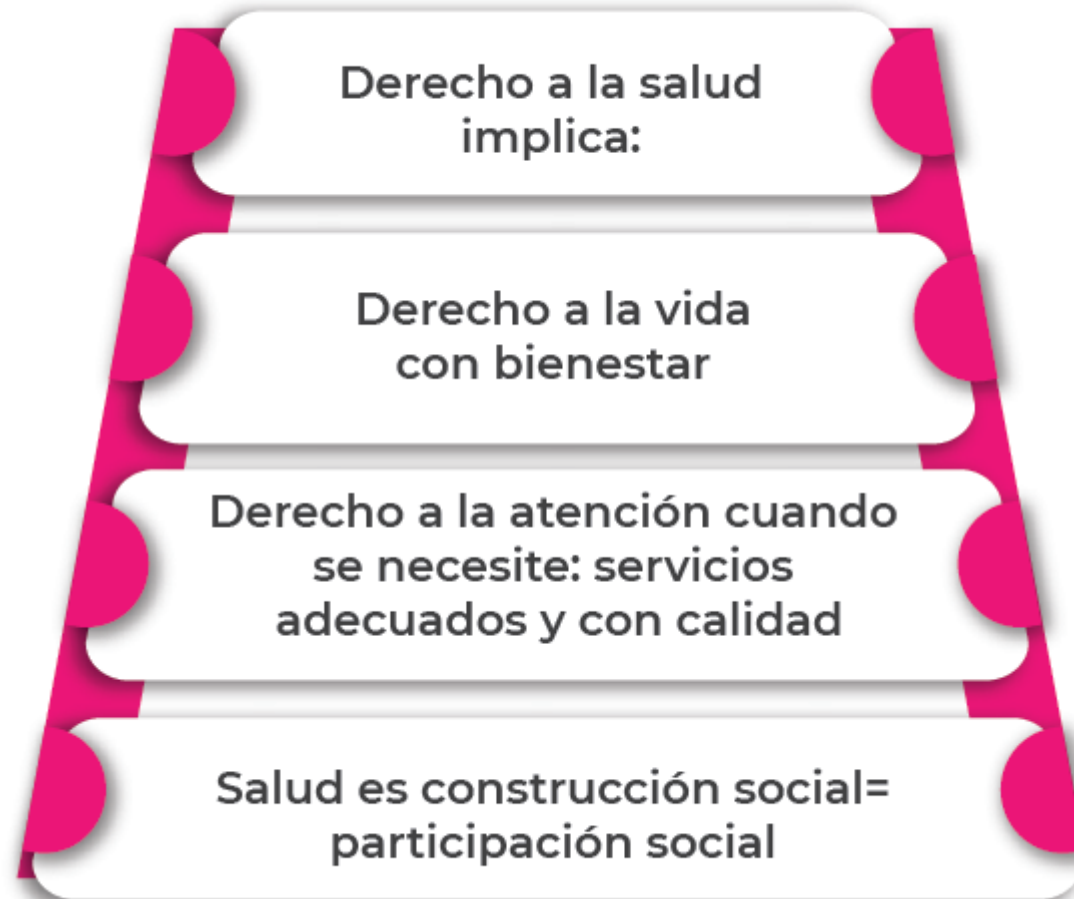 Derecho a la salud
implica:
Derecho a la vida
con bienestar
Derecho a la atención cuando
se necesite: servicios
adecuados y con calidad
Salud es construcción social=
participación social